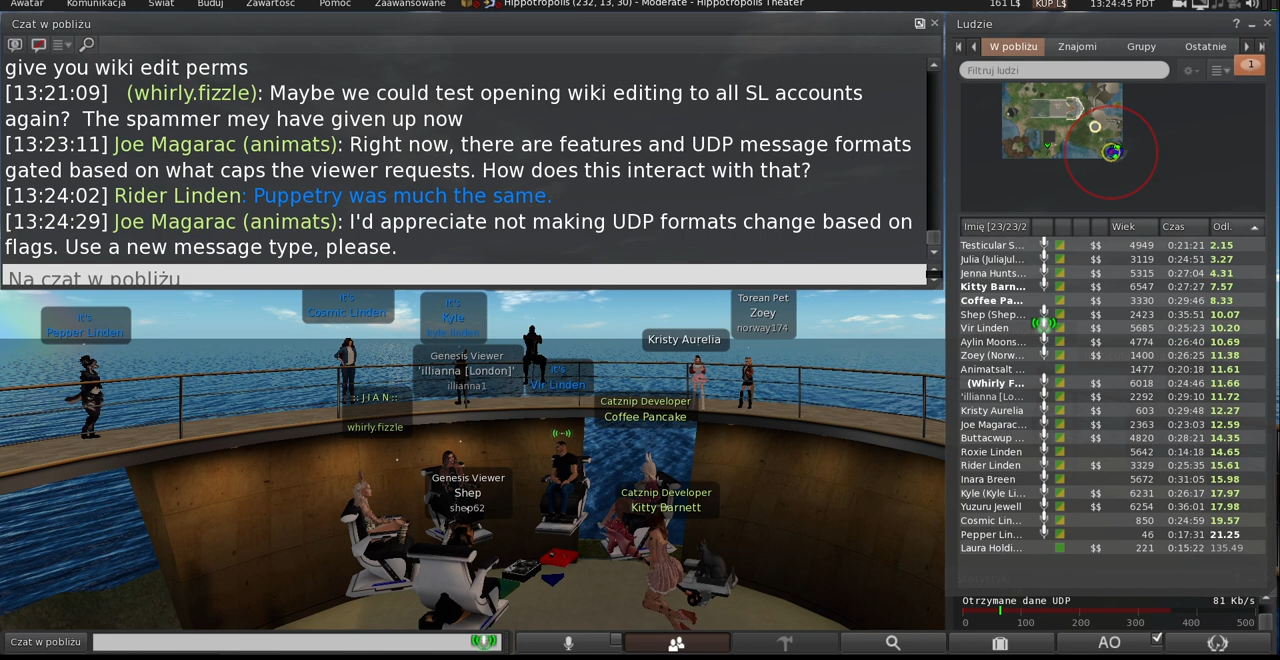 Awatar Komunikacja Świat Buduj Zawartość Pomoc Zaawansowane Hippotropolis (232, 13, 30) - Moderate - Hippotropolis Theater 161 L$ KUP L$ 13:24:45 PDT
Czat w pobliżu
give you wiki edit perms
[13:21:09] (whirly.fizzle): Maybe we could test opening wiki editing to all SL accounts
again? The spammer mey have given up now
[13:23:11] Joe Magarac (animats): Right now, there are features and UDP message formats
gated based on what caps the viewer requests. How does this interact with that?
[13:24:02] Rider Linden: Puppetry was much the same.
[13:24:29] Joe Magarac (animats): I'd appreciate not making UDP formats change based on
flags. Use a new message type, please.
Na czat w pobliżu
It's
Pepper Linden
It's
Cosmic Linden
It's
Kyle
kyle.linden
Torean Pet
Zoey
norway174
Kristy Aurelia
Genesis Viewer
'illianna [London]'
illianna1
It's
Vir Linden
:: J I A N ::
whirly.fizzle
Catznip Developer
Coffee Pancake
Genesis Viewer
Shep
shep62
Catznip Developer
Kitty Barnett
Ludzie
W pobliżu Znajomi Grupy Ostatnie
Filtruj ludzi
1
Imię [23/23/2 Wiek Czas Odl.
Testicular S... $$ 4949 0:21:21 2.15
Julia (JuliaJul... $$ 3119 0:24:51 3.27
Jenna Hunts... $$ 5315 0:27:04 4.31
Kitty Barn... $$ 6547 0:27:27 7.57
Coffee Pa... $$ 3330 0:29:46 8.33
Shep (Shep... $$ 2423 0:35:51 10.07
Vir Linden $$ 5685 0:25:23 10.20
Aylin Moons... $$ 4774 0:26:40 10.69
Zoey (Norw... $$ 1400 0:26:25 11.38
Animatsalt ... 1477 0:20:18 11.61
(Whirly F... $$ 6018 0:24:46 11.66
'illianna [Lo... $$ 2292 0:29:10 11.72
Kristy Aurelia 603 0:29:48 12.27
Joe Magarac... $$ 2363 0:23:03 12.59
Buttacwup ... $$ 4820 0:28:21 14.35
Roxie Linden 5642 0:14:18 14.65
Rider Linden $$ 3329 0:25:35 15.61
Inara Breen 5672 0:31:05 15.98
Kyle (Kyle Li... $$ 6231 0:26:17 17.97
Yuzuru Jewell $$ 6254 0:36:01 17.98
Cosmic Lin... 850 0:24:59 19.57
Pepper Lin... 46 0:17:31 21.25
Laura Holdi... $$ 221 0:15:22 135.49
Otrzymane dane UDP 81 Kb/s
0 100 200 300 400 500
Czat w pobliżu
AO